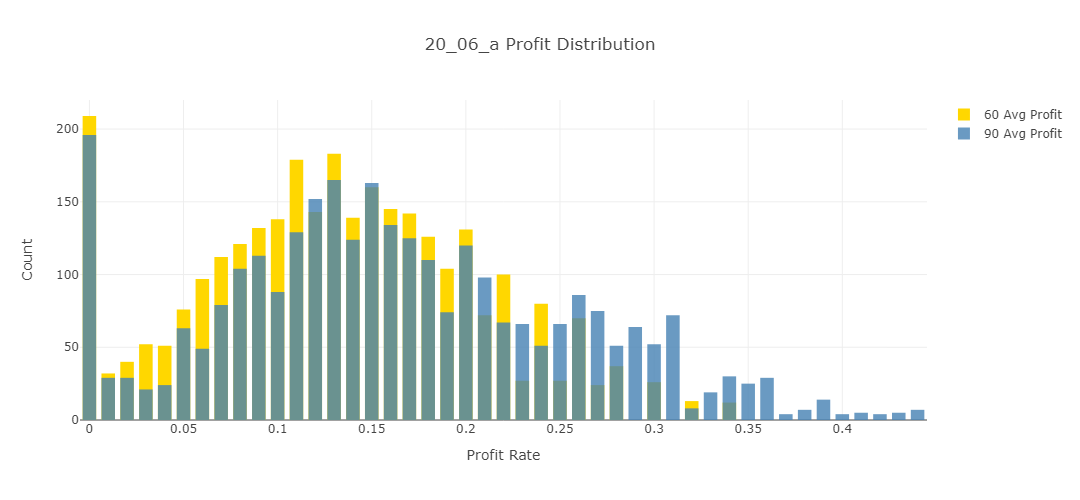 20_06_a Profit Distribution
60 Avg Profit
90 Avg Profit
200
150
100
50
0
Count
0 0.05 0.1 0.15 0.2 0.25 0.3 0.35 0.4
Profit Rate